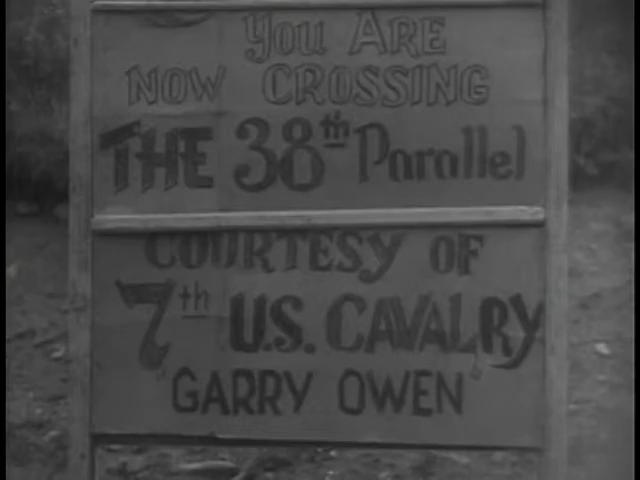 You ARE
NOW CROSSING
THE 38th Parallel
COURTESY OF
7th U.S. CAVALRY
"GARRY OWEN"